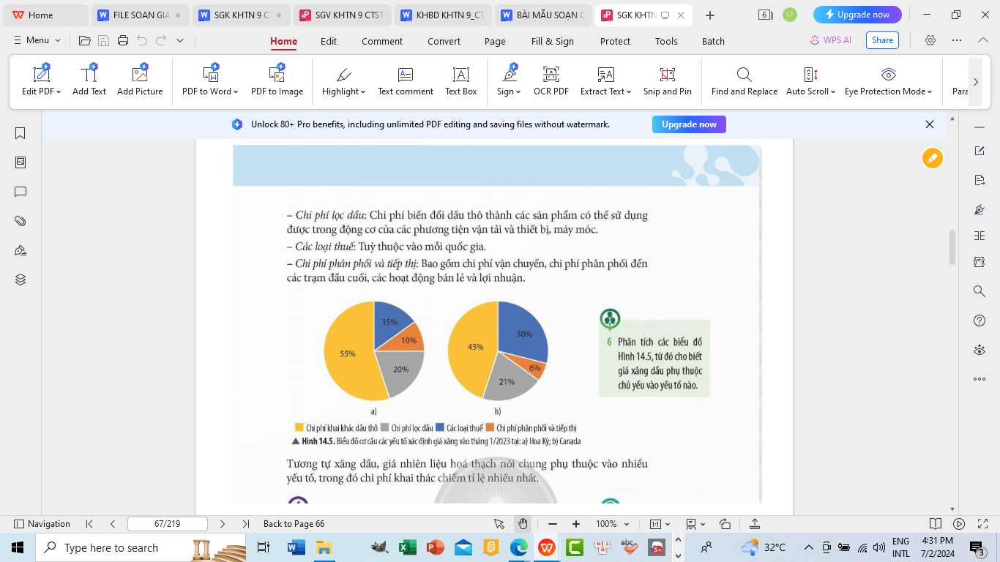 Home
FILE SOAN GIA
SGK KHTN 9 CT
SGV KHTN 9 CTST
KHBD KHTN 9_CT
BÀI MẪU SOẠN C
SGK KHTN
6
LT
Upgrade now
Menu
Home
Edit
Comment
Convert
Page
Fill & Sign
Protect
Tools
Batch
WPS AI
Share
Edit PDF
Add Text
Add Picture
PDF to Word
PDF to Image
Highlight
Text comment
Text Box
Sign
OCR PDF
Extract Text
Snip and Pin
Find and Replace
Auto Scroll
Eye Protection Mode
Para
Unlock 80+ Pro benefits, including unlimited PDF editing and saving files without watermark.
Upgrade now
– Chi phí lọc dầu: Chi phí biến đổi dầu thô thành các sản phẩm có thể sử dụng
được trong động cơ của các phương tiện vận tải và thiết bị, máy móc.
– Các loại thuế: Tuỳ thuộc vào mỗi quốc gia.
– Chi phí phân phối và tiếp thị: Bao gồm chi phí vận chuyển, chi phí phân phối đến
các trạm đầu cuối, các hoạt động bán lẻ và lợi nhuận.
15%
10%
55%
20%
a)
30%
43%
6%
21%
b)
6 Phân tích các biểu đồ
Hình 14.5, từ đó cho biết
giá xăng dầu phụ thuộc
chủ yếu vào yếu tố nào.
Chi phí khai khác dầu thô
Chi phí lọc dầu
Các loại thuế
Chi phí phân phối và tiếp thị
▲ Hình 14.5. Biểu đồ cơ cấu các yếu tố xác định giá xăng vào tháng 1/2023 tại: a) Hoa Kỳ; b) Canada
Tương tự xăng dầu, giá nhiên liệu hoá thạch nói chung phụ thuộc vào nhiều
yếu tố, trong đó chi phí khai thác chiếm tỉ lệ nhiều nhất.
Navigation
67/219
Back to Page 66
100%
1:1
Type here to search
abc
5+
32°C
ENG
INTL
4:31 PM
7/2/2024
3